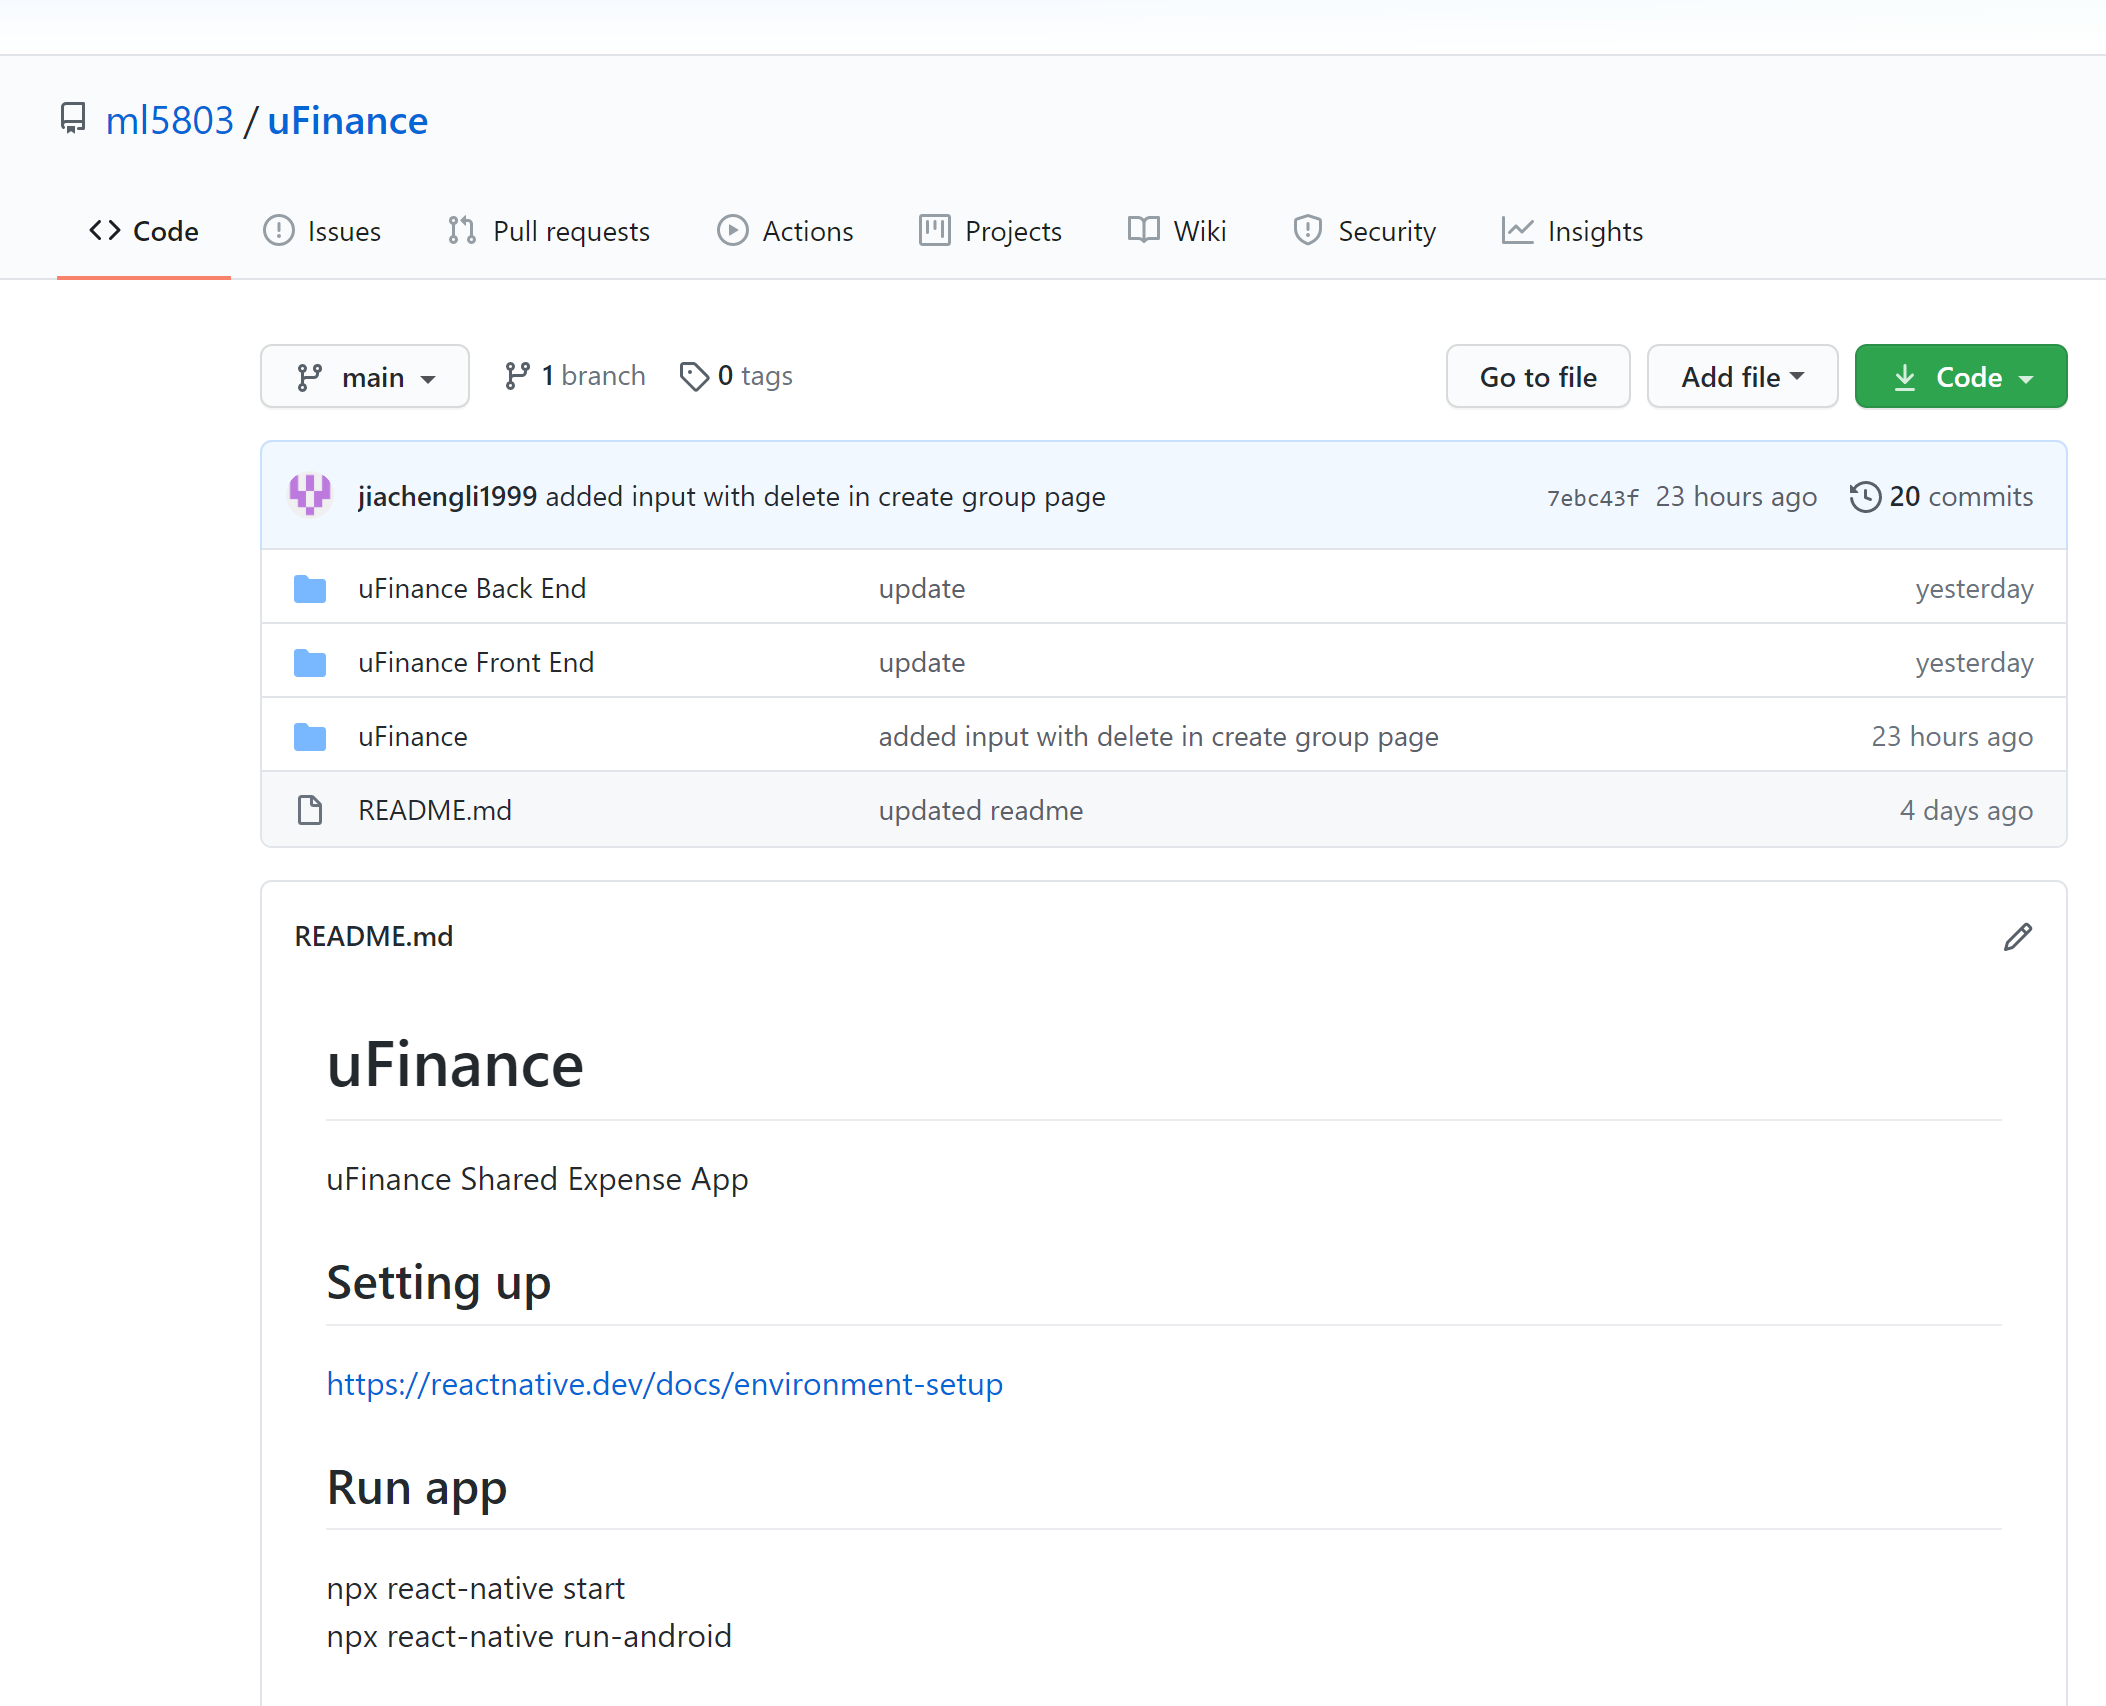 ml5803 / uFinance
Code Issues Pull requests Actions Projects Wiki Security Insights
main 1 branch 0 tags Go to file Add file Code
jiachengli1999 added input with delete in create group page 7ebc43f 23 hours ago 20 commits
uFinance Back End update yesterday
uFinance Front End update yesterday
uFinance added input with delete in create group page 23 hours ago
README.md updated readme 4 days ago
README.md
uFinance
uFinance Shared Expense App
Setting up
https://reactnative.dev/docs/environment-setup
Run app
npx react-native start
npx react-native run-android